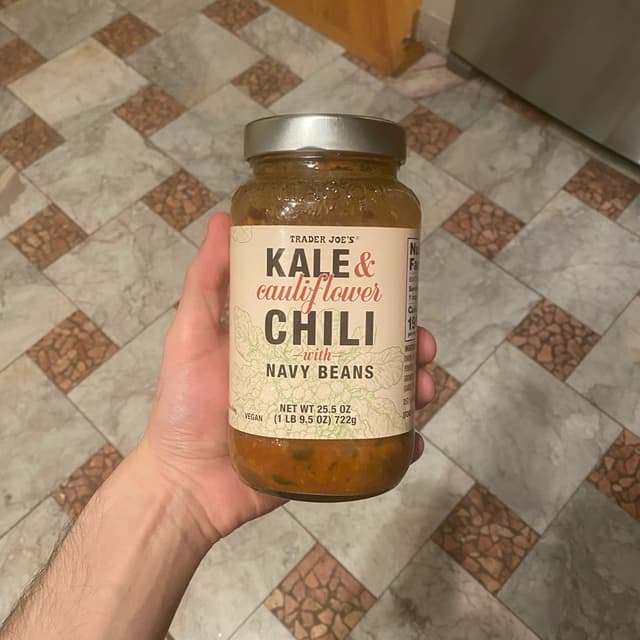 TRADER JOE'S®
KALE &
cauliflower
CHILI
with
NAVY BEANS
VEGAN
NET WT 25.5 OZ
(1 LB 9.5 OZ) 722g